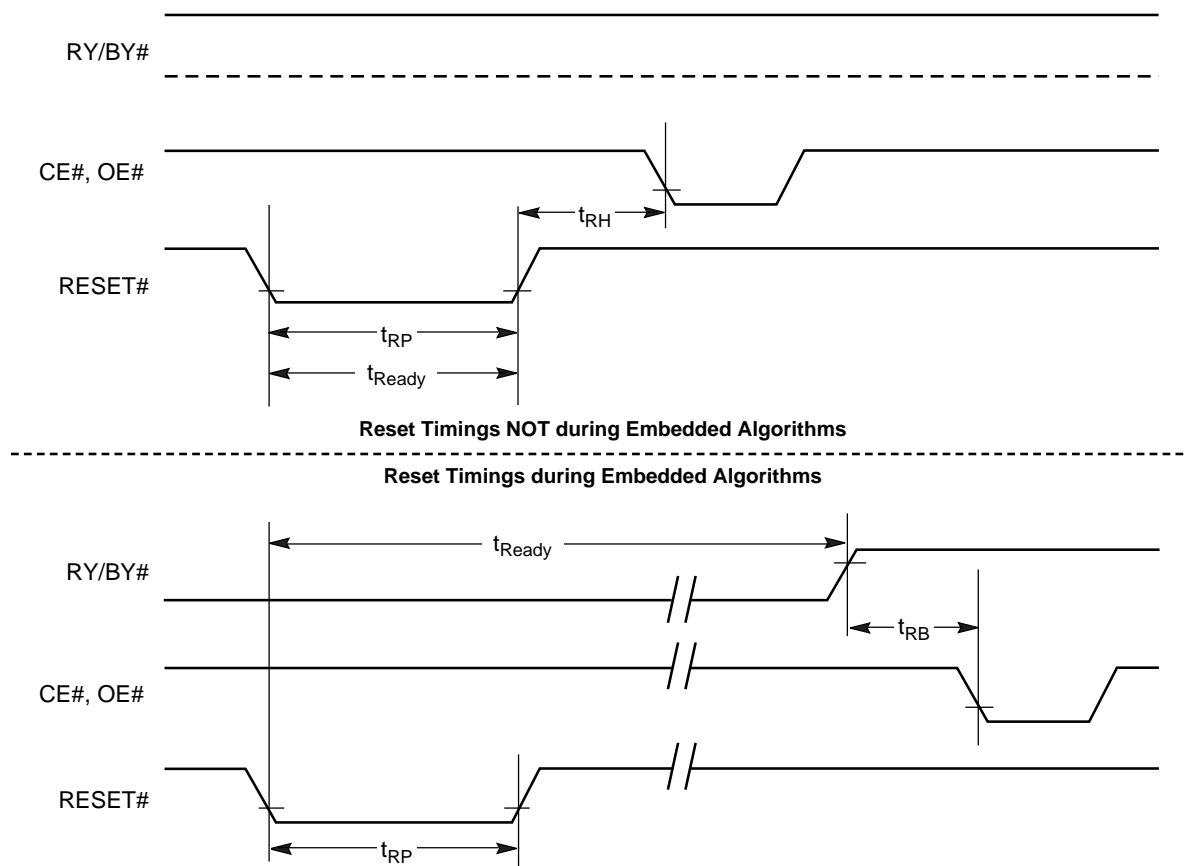 RY/BY#
CE#, OE#
tRH
RESET#
tRP
tReady
Reset Timings NOT during Embedded Algorithms
Reset Timings during Embedded Algorithms
tReady
RY/BY#
tRB
CE#, OE#
RESET#
tRP